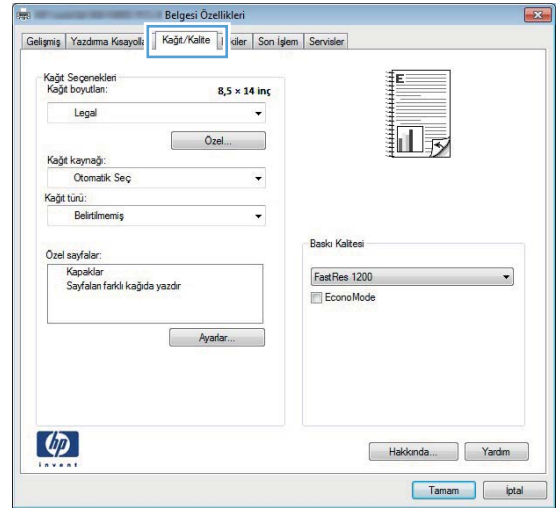 Belgesi Özellikleri
Gelişmiş Yazdırma Kısayolla Kağıt/Kalite kiler Son İşlem Servisler
Kağıt Seçenekleri
Kağıt boyutları: 8,5 × 14 inç
Legal
Özel...
Kağıt kaynağı:
Otomatik Seç
Kağıt türü:
Belirtilmemiş
Özel sayfalar:
Kapaklar
Sayfaları farklı kağıda yazdır
Ayarlar...
E
Baskı Kalitesi
FastRes 1200
EconoMode
hp
invent
Hakkında... Yardım
Tamam İptal